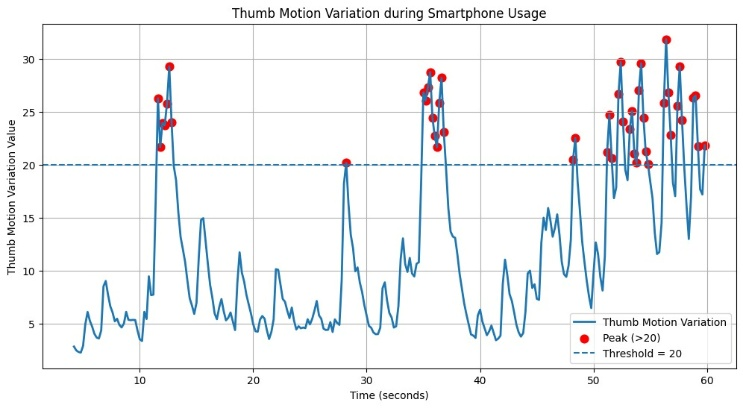 Thumb Motion Variation during Smartphone Usage
Thumb Motion Variation Value
30
25
20
15
10
5
Thumb Motion Variation
Peak (>20)
Threshold = 20
10
20
30
40
50
60
Time (seconds)